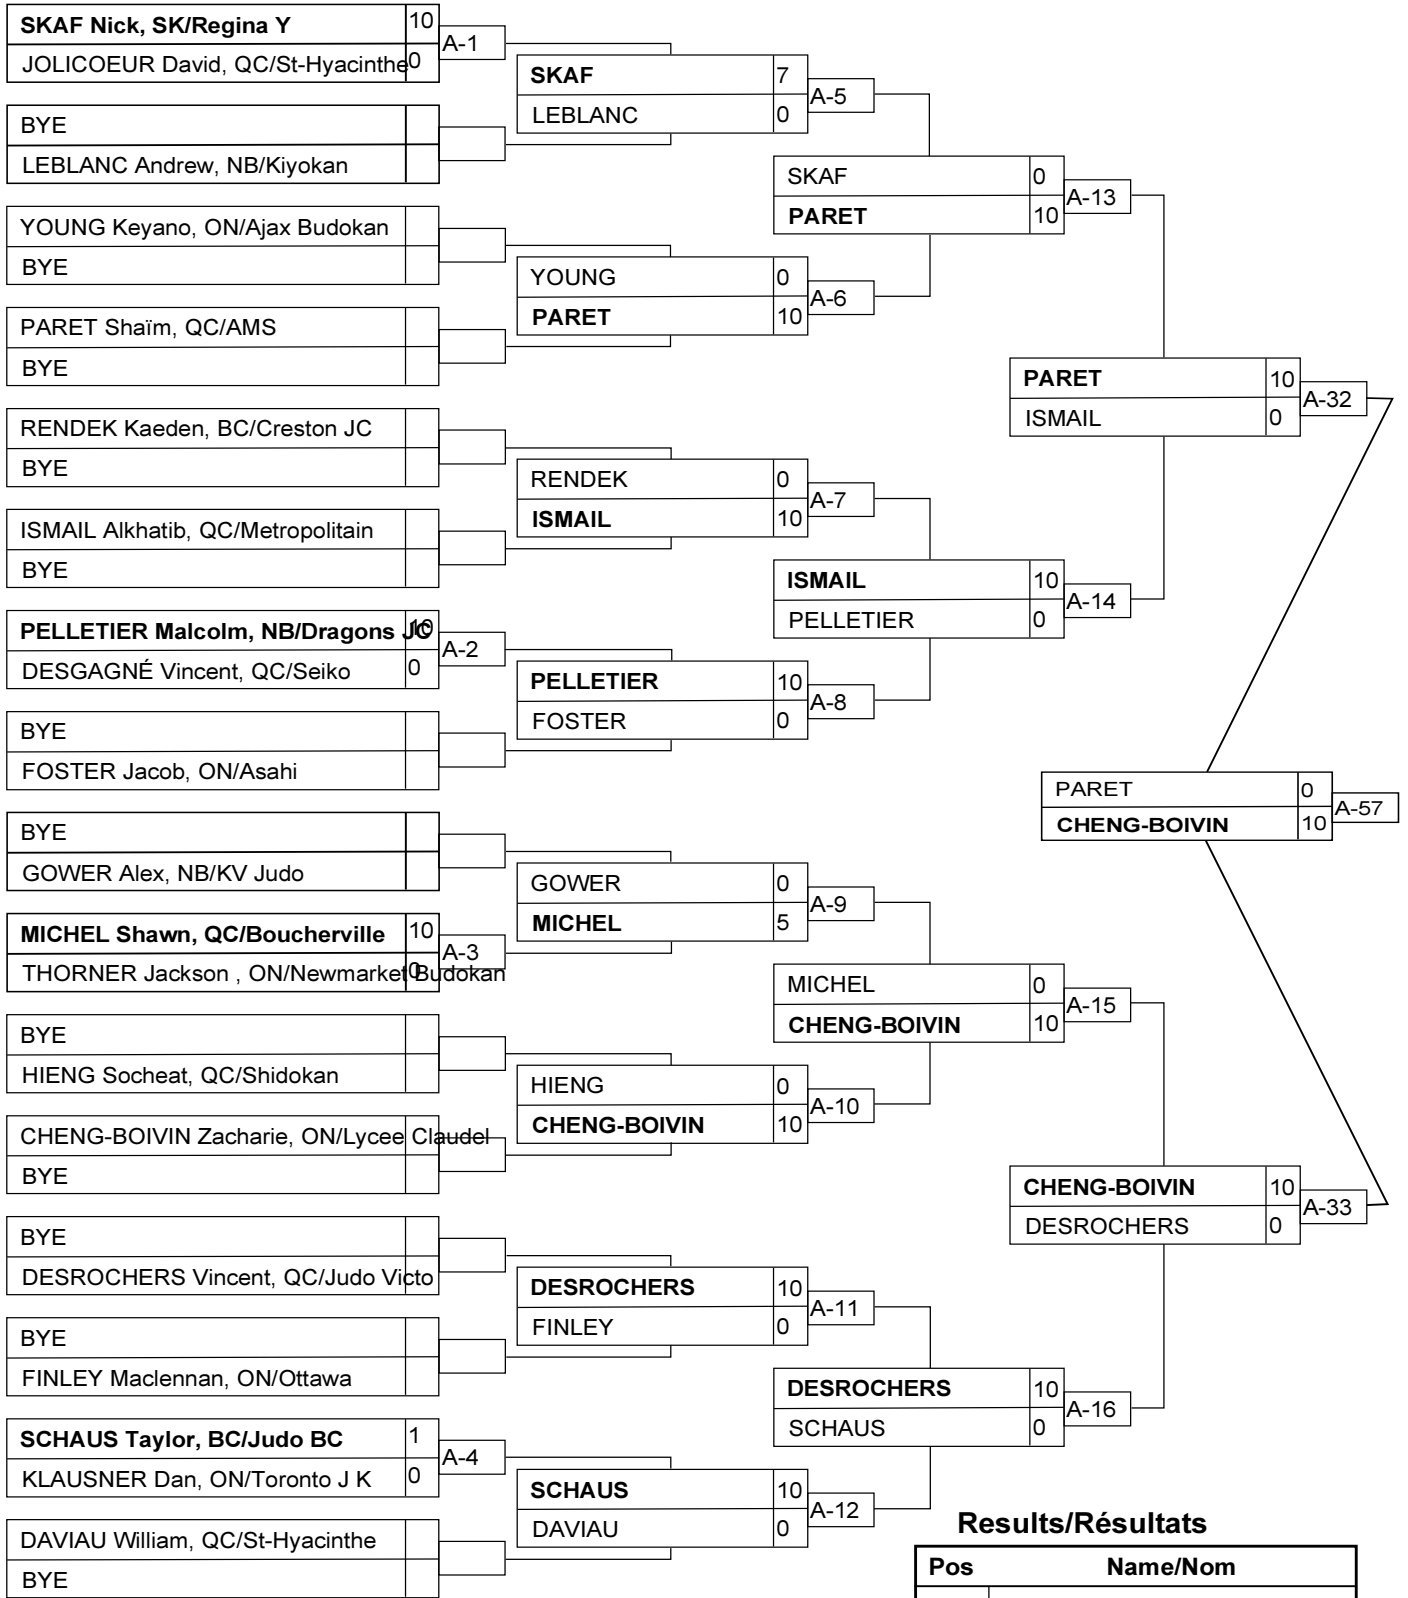 SKAF Nick, SK/Regina Y 10
JOLICOEUR David, QC/St-Hyacinthe 0
A-1
BYE
LEBLANC Andrew, NB/Kiyokan
YOUNG Keyano, ON/Ajax Budokan
BYE
PARET Shaïm, QC/AMS
BYE
RENDEK Kaeden, BC/Creston JC
BYE
ISMAIL Alkhatib, QC/Metropolitain
BYE
PELLETIER Malcolm, NB/Dragons JC 10
DESGAGNÉ Vincent, QC/Seiko 0
A-2
BYE
FOSTER Jacob, ON/Asahi
BYE
GOWER Alex, NB/KV Judo
MICHEL Shawn, QC/Boucherville 10
THORNER Jackson , ON/Newmarket Budokan 0
A-3
BYE
HIENG Socheat, QC/Shidokan
CHENG-BOIVIN Zacharie, ON/Lycee Claudel
BYE
BYE
DESROCHERS Vincent, QC/Judo Victo
BYE
FINLEY Maclennan, ON/Ottawa
SCHAUS Taylor, BC/Judo BC 1
KLAUSNER Dan, ON/Toronto J K 0
A-4
DAVIAU William, QC/St-Hyacinthe
BYE
SKAF 7
LEBLANC 0
A-5
YOUNG 0
PARET 10
A-6
RENDEK 0
ISMAIL 10
A-7
PELLETIER 10
FOSTER 0
A-8
GOWER 0
MICHEL 5
A-9
HIENG 0
CHENG-BOIVIN 10
A-10
DESROCHERS 10
FINLEY 0
A-11
SCHAUS 10
DAVIAU 0
A-12
SKAF 0
PARET 10
A-13
ISMAIL 10
PELLETIER 0
A-14
MICHEL 0
CHENG-BOIVIN 10
A-15
DESROCHERS 10
SCHAUS 0
A-16
PARET 10
ISMAIL 0
A-32
CHENG-BOIVIN 10
DESROCHERS 0
A-33
PARET 0
CHENG-BOIVIN 10
A-57
Results/Résultats
Pos Name/Nom